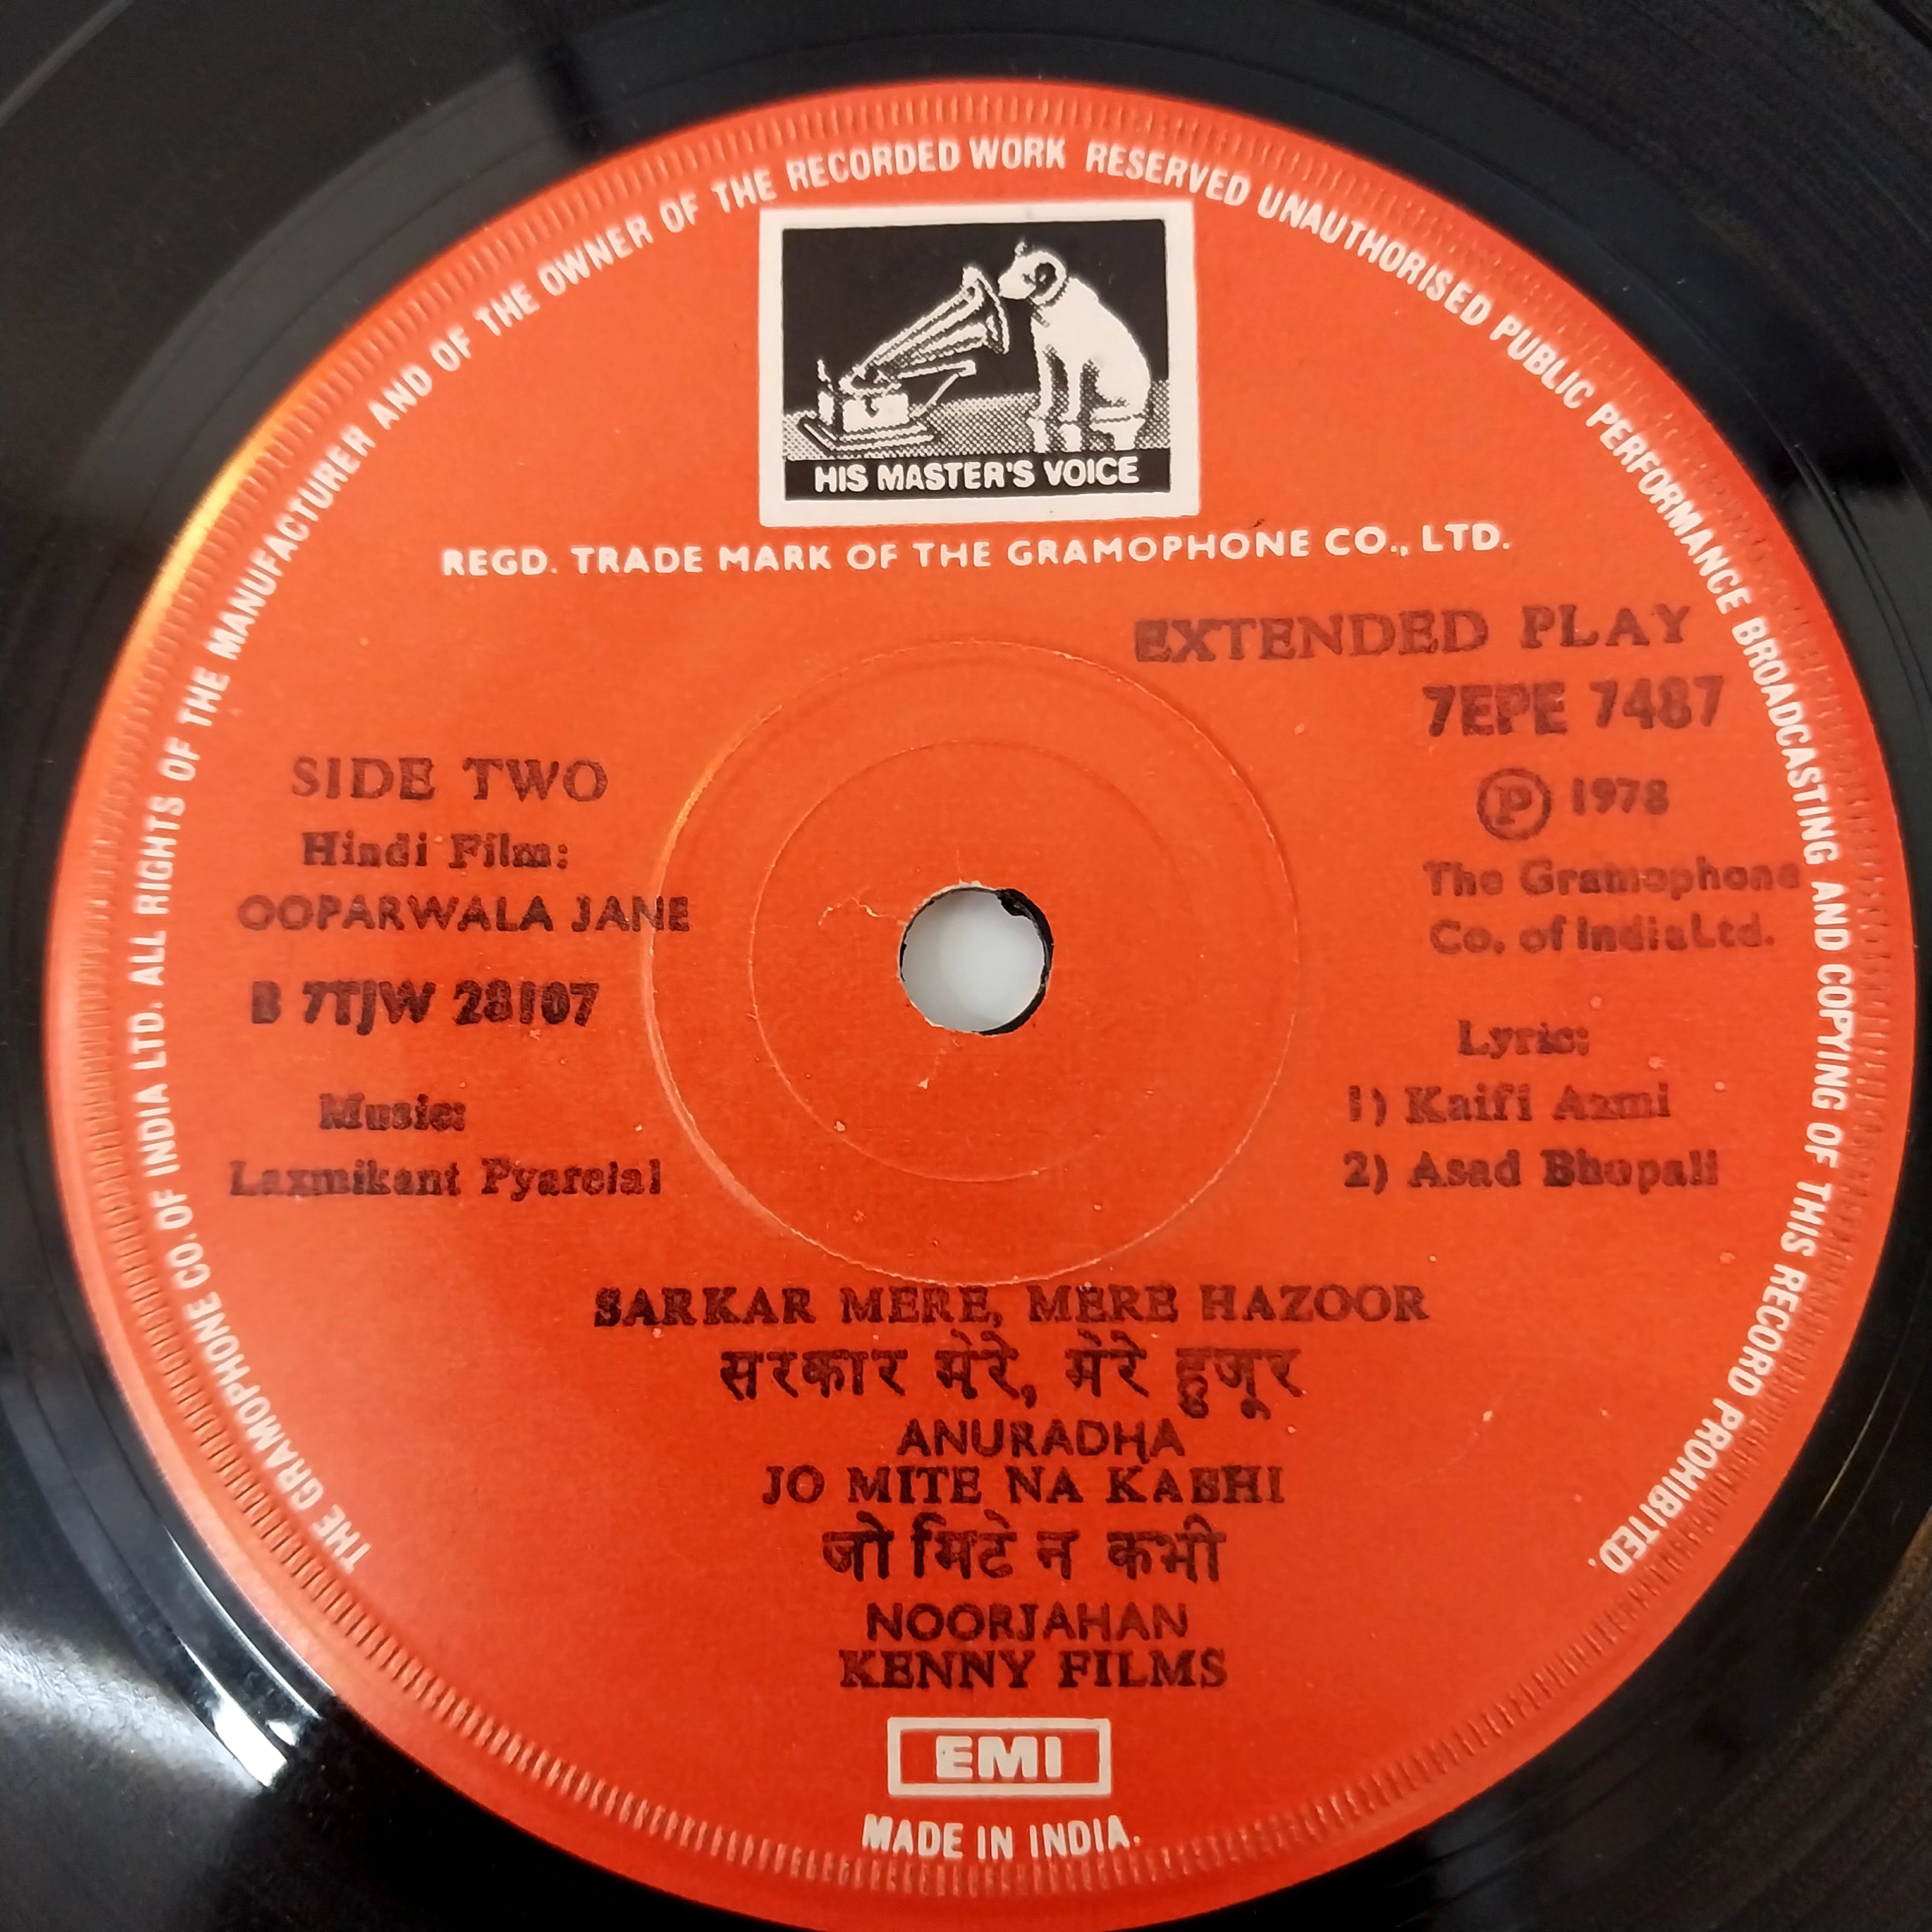 THE GRAMOPHONE CO. OF INDIA LTD. ALL RIGHTS OF THE MANUFACTURER AND OF THE OWNER OF THE RECORDED WORK RESERVED UNAUTHORISED PUBLIC PERFORMANCE BROADCASTING AND COPYING OF THIS RECORD PROHIBITED.
HIS MASTER'S VOICE
REGD. TRADE MARK OF THE GRAMOPHONE CO., LTD.
EXTENDED PLAY
7EPE 7487
Ⓟ 1978
The Gramophone
Co. of India Ltd.
SIDE TWO
Hindi Film:
OOPARWALA JANE
B 7TJW 28107
Music:
Laxmikant Pyarelal
Lyric:
1) Kaifi Azmi
2) Asad Bhopali
SARKAR MERE, MERE HAZOOR
सरकार मेरे, मेरे हुजूर
ANURADHA
JO MITE NA KABHI
जो मिटे न कभी
NOORJAHAN
KENNY FILMS
EMI
MADE IN INDIA.